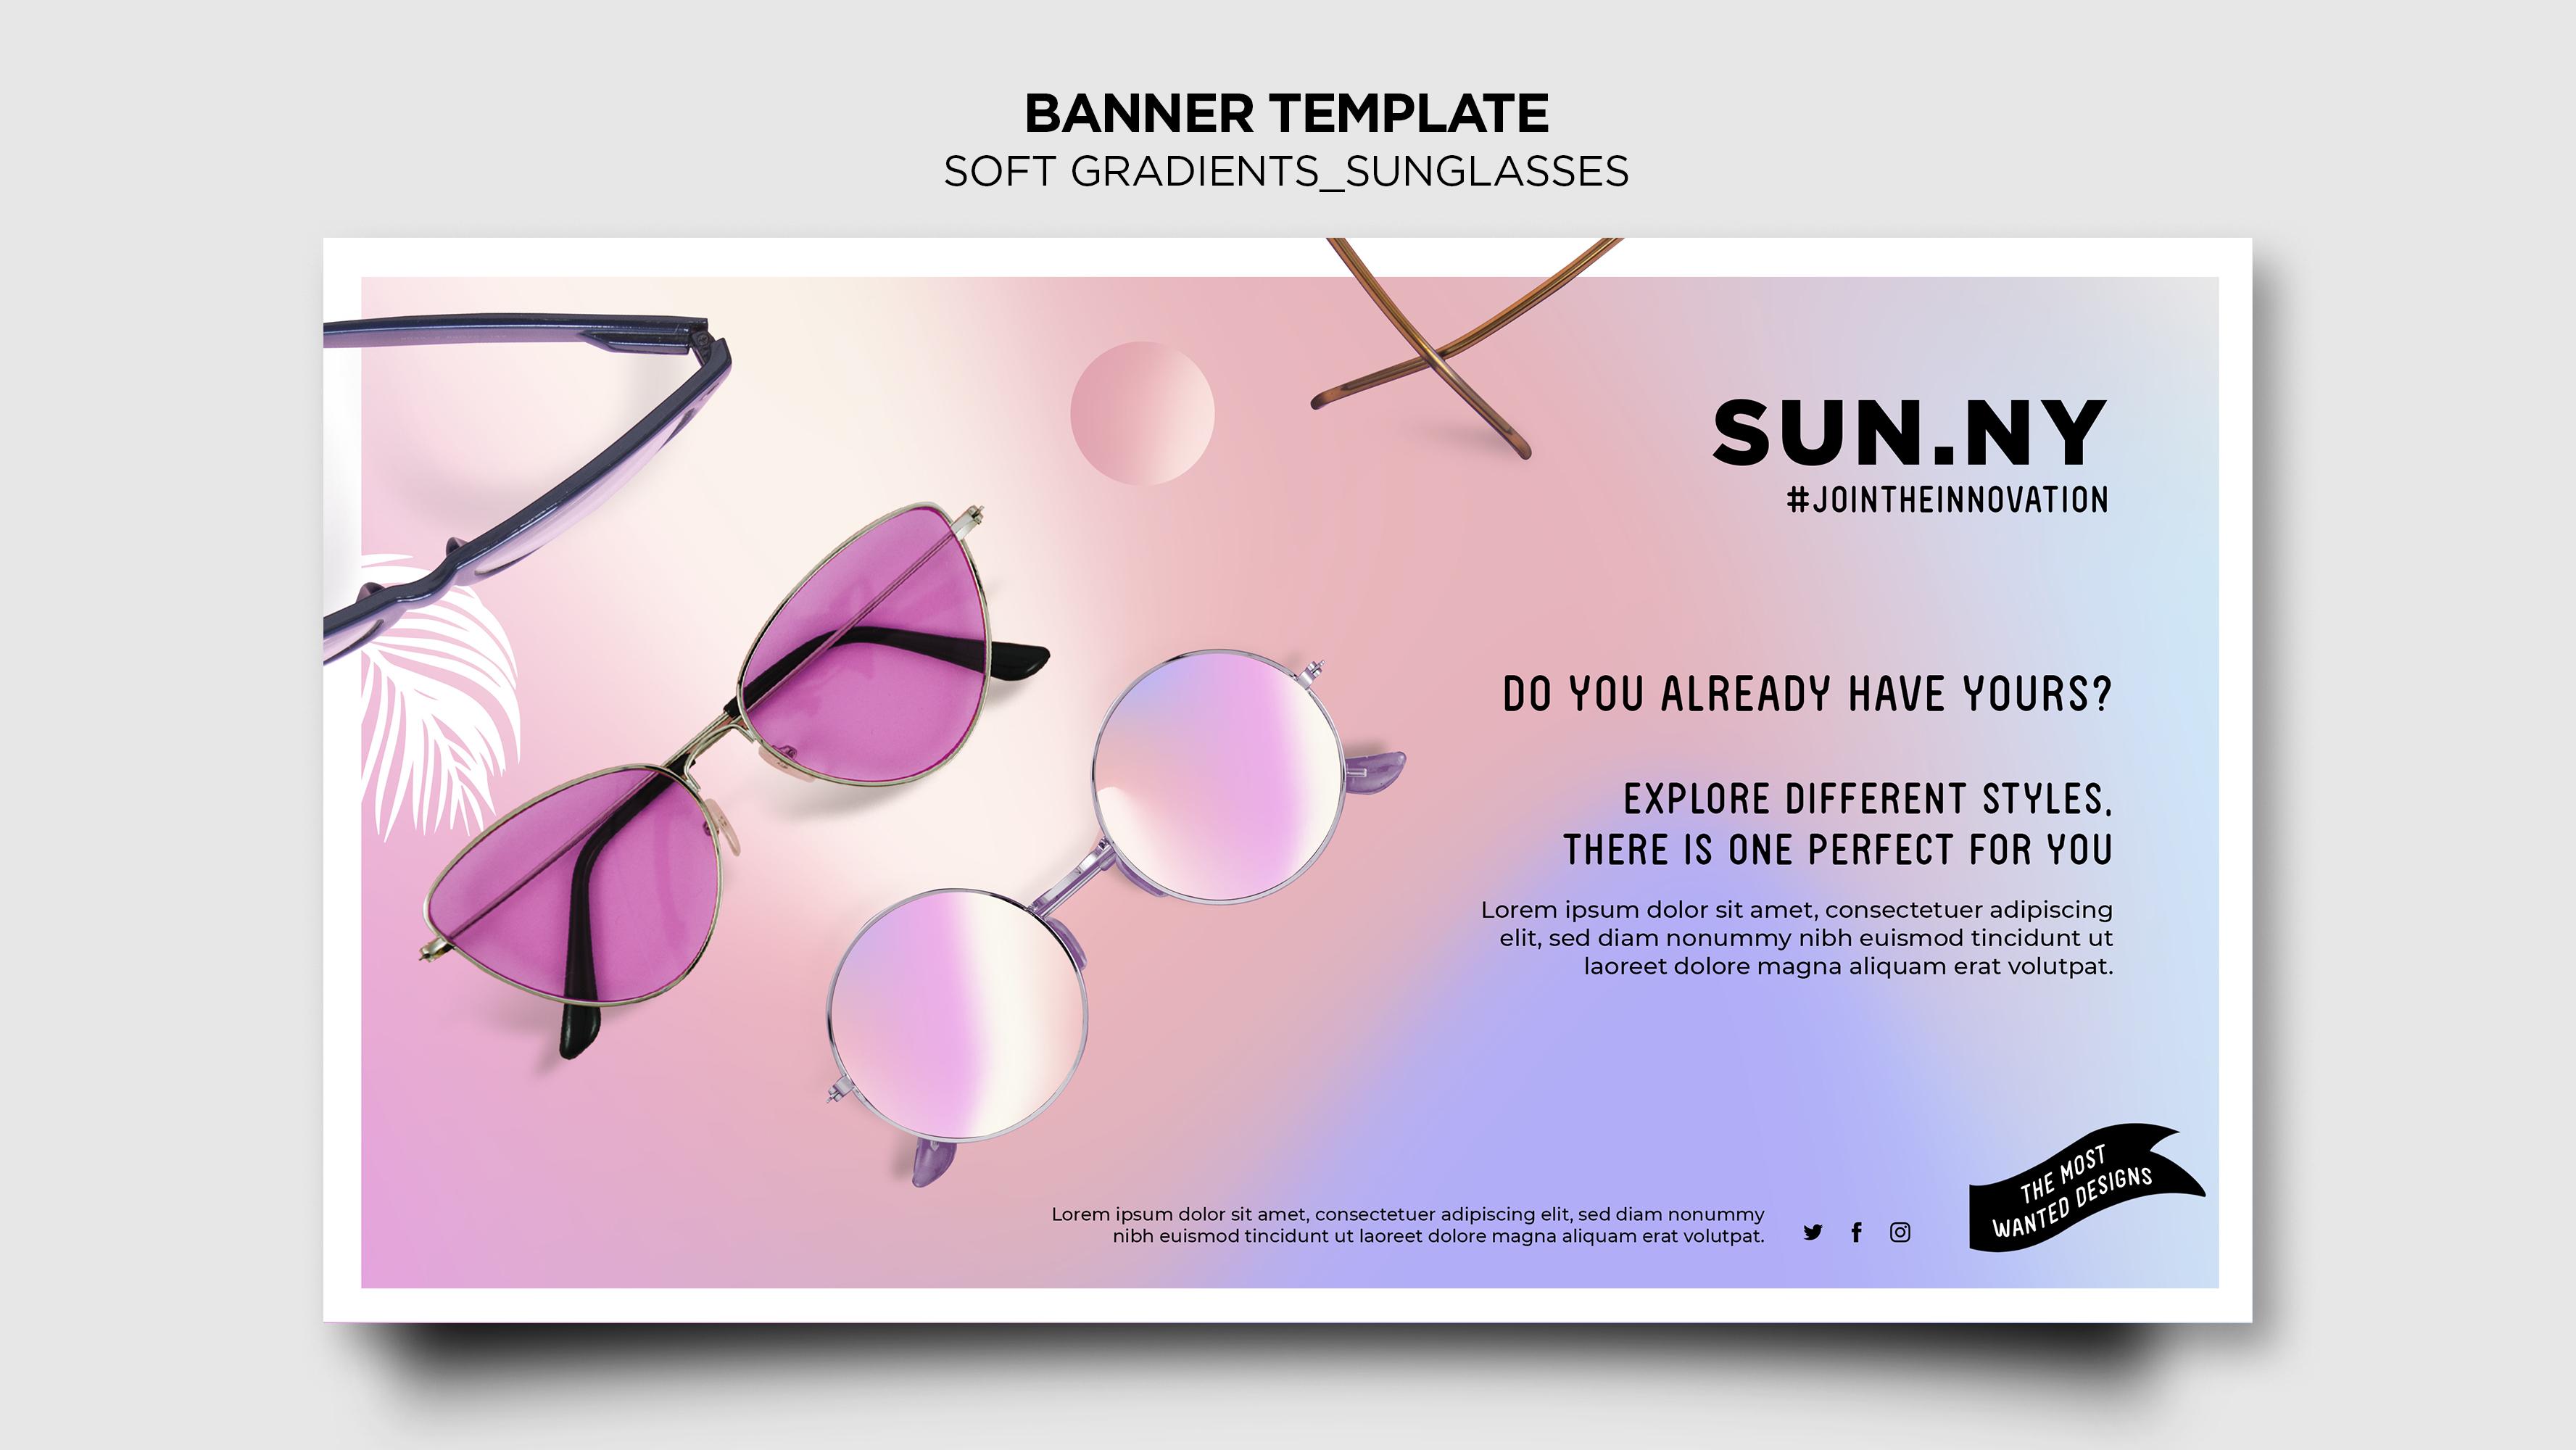 BANNER TEMPLATE
SOFT GRADIENTS_SUNGLASSES
SUN.NY
#JOINTHEINNOVATION
DO YOU ALREADY HAVE YOURS?
EXPLORE DIFFERENT STYLES,
THERE IS ONE PERFECT FOR YOU
Lorem ipsum dolor sit amet, consectetuer adipiscing
elit, sed diam nonummy nibh euismod tincidunt ut
laoreet dolore magna aliquam erat volutpat.
Lorem ipsum dolor sit amet, consectetuer adipiscing elit, sed diam nonummy
nibh euismod tincidunt ut laoreet dolore magna aliquam erat volutpat.
THE MOST
WANTED DESIGNS